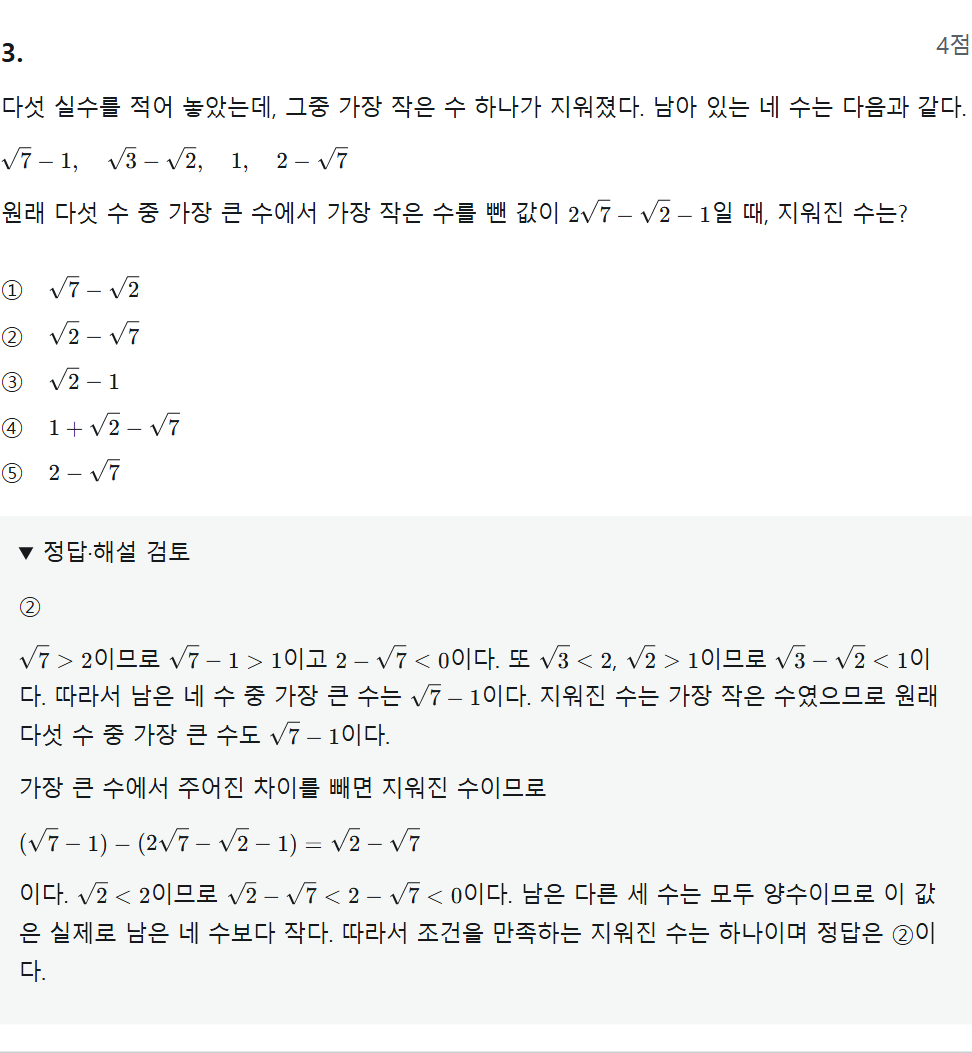 3.
4점
다섯 실수를 적어 놓았는데, 그중 가장 작은 수 하나가 지워졌다. 남아 있는 네 수는 다음과 같다.
√7 − 1, √3 − √2, 1, 2 − √7
원래 다섯 수 중 가장 큰 수에서 가장 작은 수를 뺀 값이 2√7 − √2 − 1일 때, 지워진 수는?
① √7 − √2
② √2 − √7
③ √2 − 1
④ 1 + √2 − √7
⑤ 2 − √7
▼ 정답·해설 검토
②
√7 > 2이므로 √7 − 1 > 1이고 2 − √7 < 0이다. 또 √3 < 2, √2 > 1이므로 √3 − √2 < 1이
다. 따라서 남은 네 수 중 가장 큰 수는 √7 − 1이다. 지워진 수는 가장 작은 수였으므로 원래
다섯 수 중 가장 큰 수도 √7 − 1이다.
가장 큰 수에서 주어진 차이를 빼면 지워진 수이므로
(√7 − 1) − (2√7 − √2 − 1) = √2 − √7
이다. √2 < 2이므로 √2 − √7 < 2 − √7 < 0이다. 남은 다른 세 수는 모두 양수이므로 이 값
은 실제로 남은 네 수보다 작다. 따라서 조건을 만족하는 지워진 수는 하나이며 정답은 ②이
다.